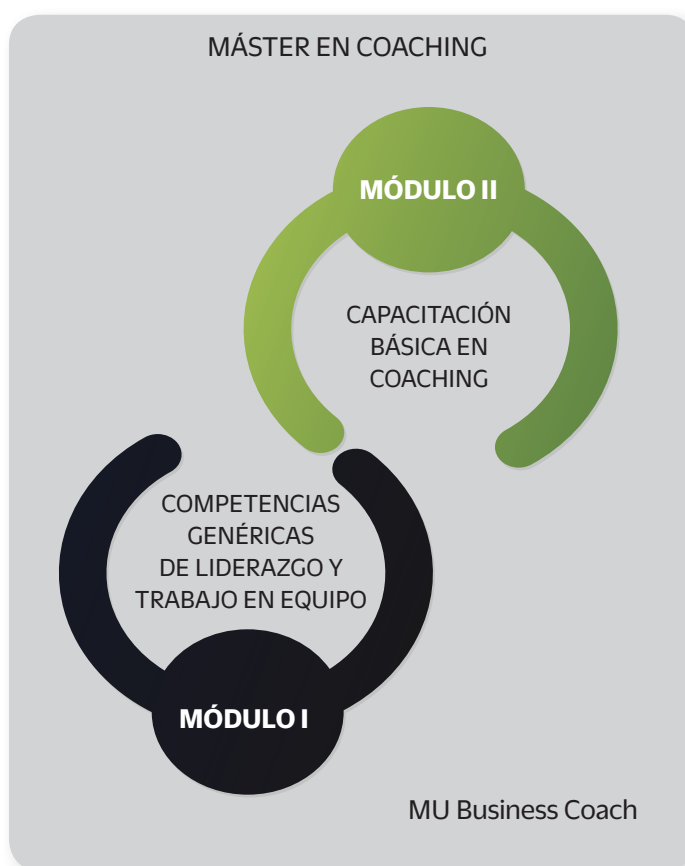 MÁSTER EN COACHING
MÓDULO II
CAPACITACIÓN
BÁSICA EN
COACHING
COMPETENCIAS
GENÉRICAS
DE LIDERAZGO Y
TRABAJO EN EQUIPO
MÓDULO I
MU Business Coach